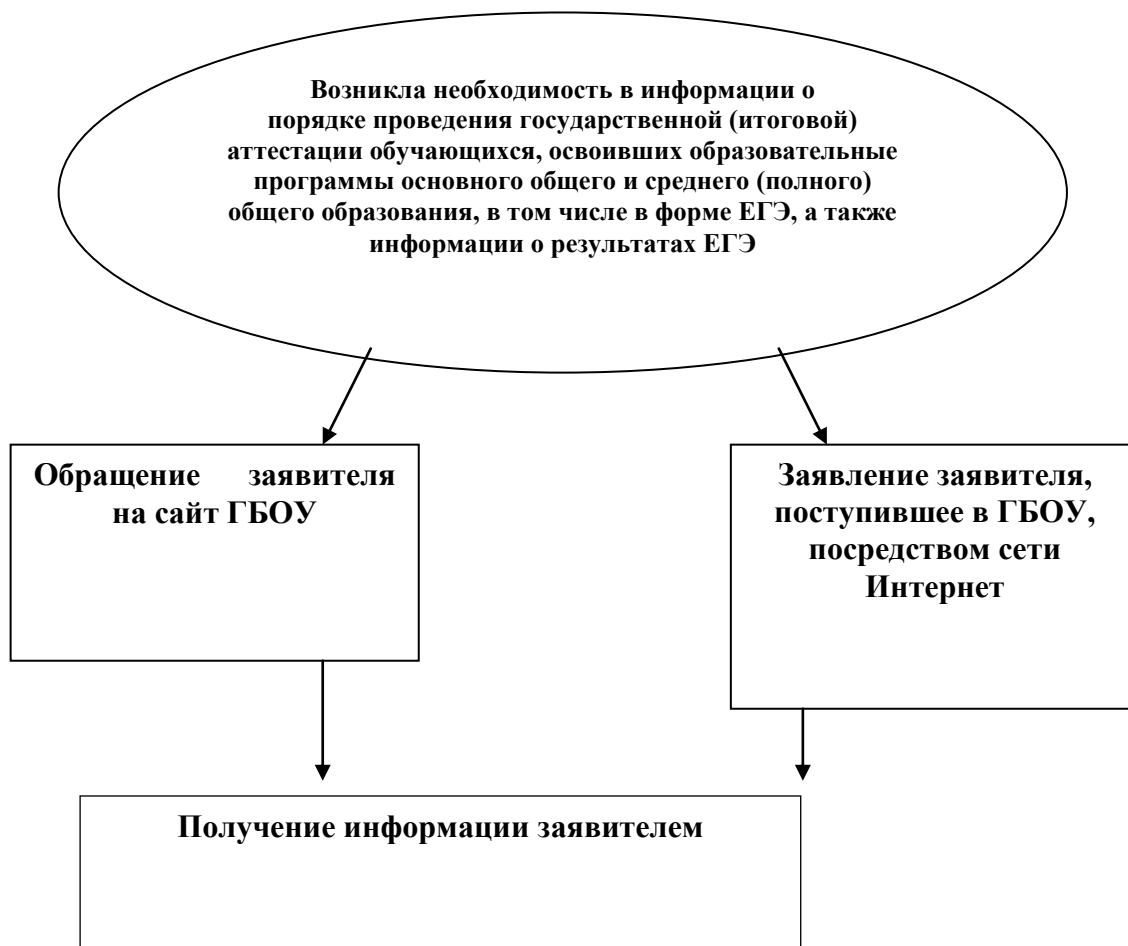 Возникла необходимость в информации о
порядке проведения государственной (итоговой)
аттестации обучающихся, освоивших образовательные
программы основного общего и среднего (полного)
общего образования, в том числе в форме ЕГЭ, а также
информации о результатах ЕГЭ
Обращение заявителя
на сайт ГБОУ
Заявление заявителя,
поступившее в ГБОУ,
посредством сети
Интернет
Получение информации заявителем